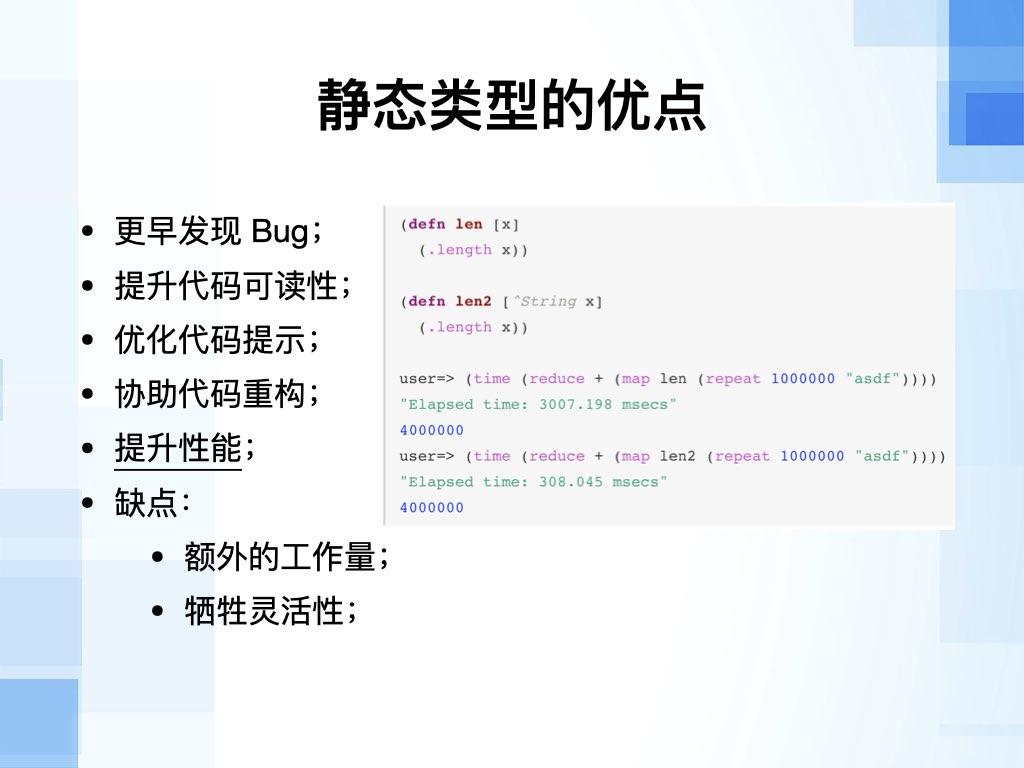 静态类型的优点
• 更早发现 Bug；
• 提升代码可读性；
• 优化代码提示；
• 协助代码重构；
• 提升性能；
• 缺点：
• 额外的工作量；
• 牺牲灵活性；
(defn len [x]
  (.length x))
(defn len2 [^String x]
  (.length x))
user=> (time (reduce + (map len (repeat 1000000 "asdf"))))
"Elapsed time: 3007.198 msecs"
4000000
user=> (time (reduce + (map len2 (repeat 1000000 "asdf"))))
"Elapsed time: 308.045 msecs"
4000000